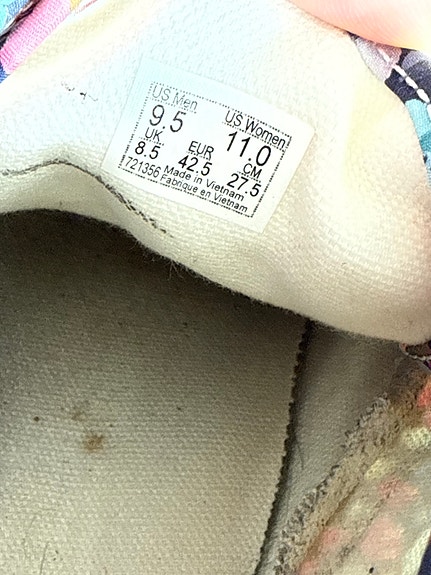 US Men US Women
9 5 11.0
UK EUR CM
8.5 42.5 27.5
721356 Made in Vietnam
Fabrique en Vietnam